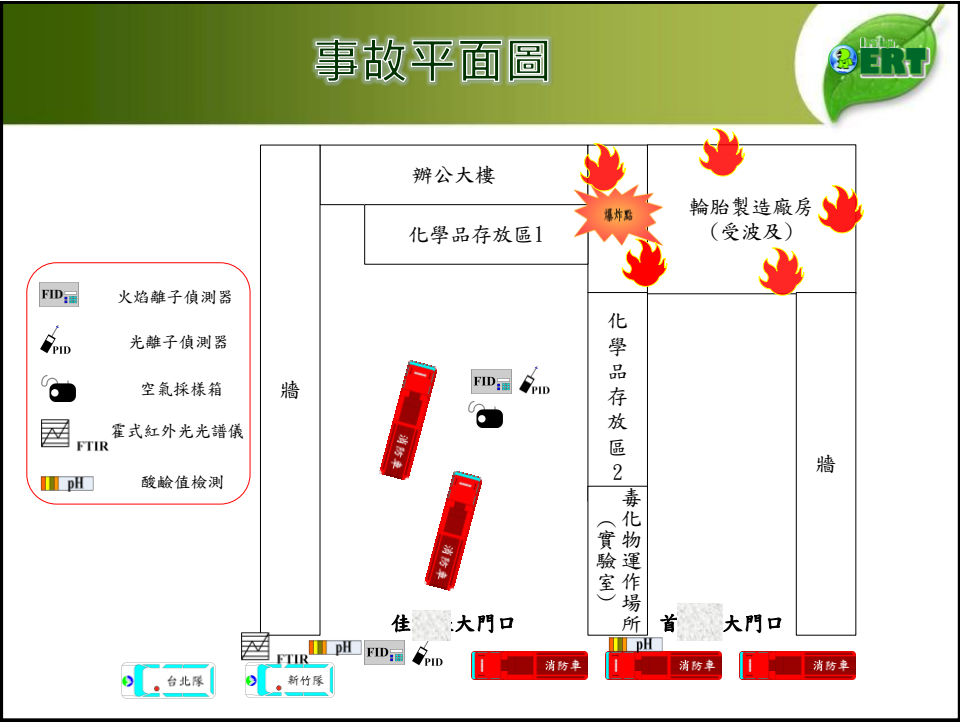 事故平面圖
ERT
辦公大樓
化學品存放區1
爆炸點
輪胎製造廠房
(受波及)
FID
火焰離子偵測器
PID
光離子偵測器
空氣採樣箱
FTIR
霍式紅外光光譜儀
pH
酸鹼值檢測
牆
FID
PID
消防車
消防車
化學品存放區2
毒化物運作場所
(實驗室)
牆
佳
大門口
首
大門口
FTIR
pH
FID
PID
pH
台北隊
新竹隊
消防車
消防車
消防車